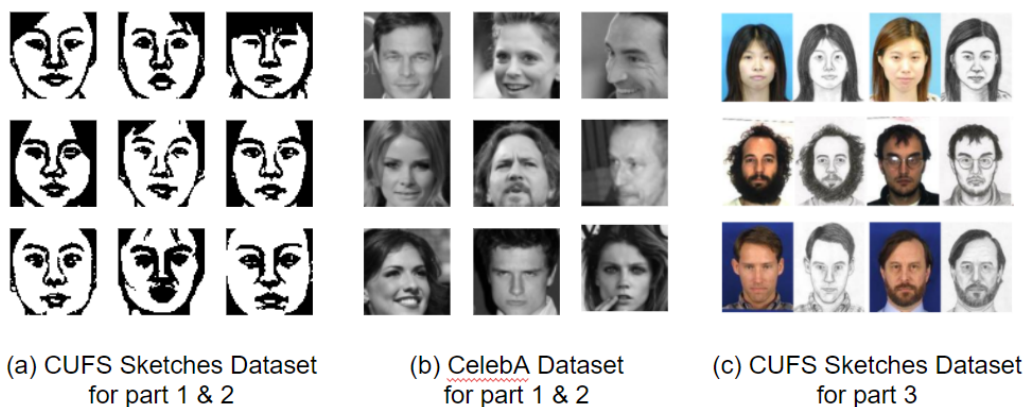 (a) CUFS Sketches Dataset
for part 1 & 2
(b) CelebA Dataset
for part 1 & 2
(c) CUFS Sketches Dataset
for part 3